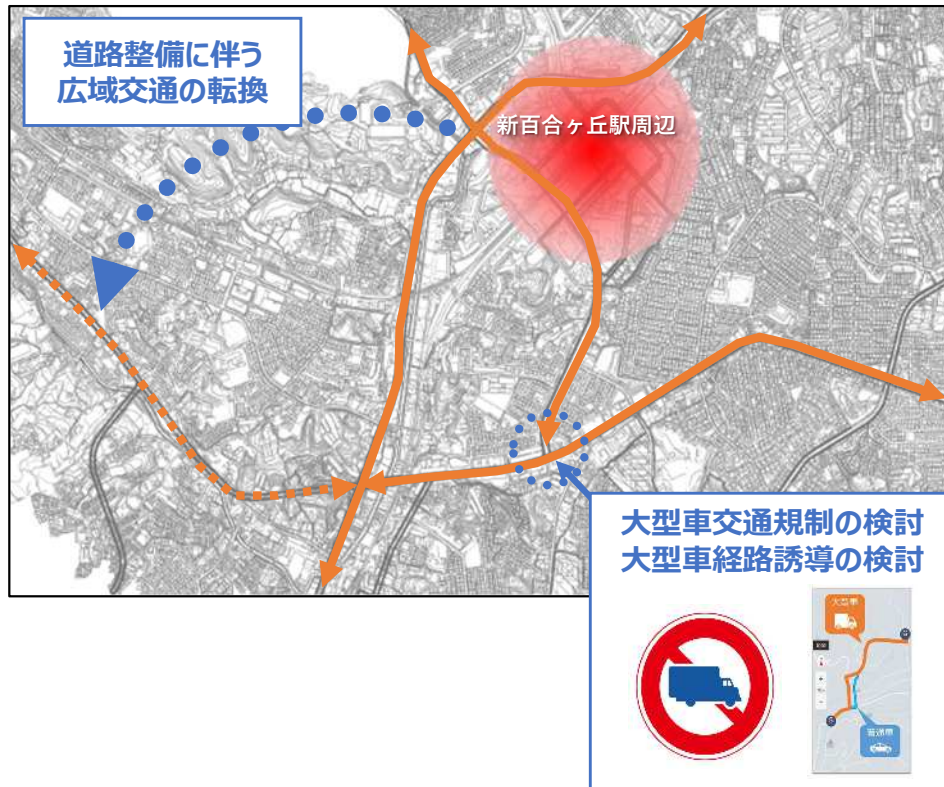 道路整備に伴う
広域交通の転換
新百合ヶ丘駅周辺
大型車交通規制の検討
大型車経路誘導の検討
大型車
普通車